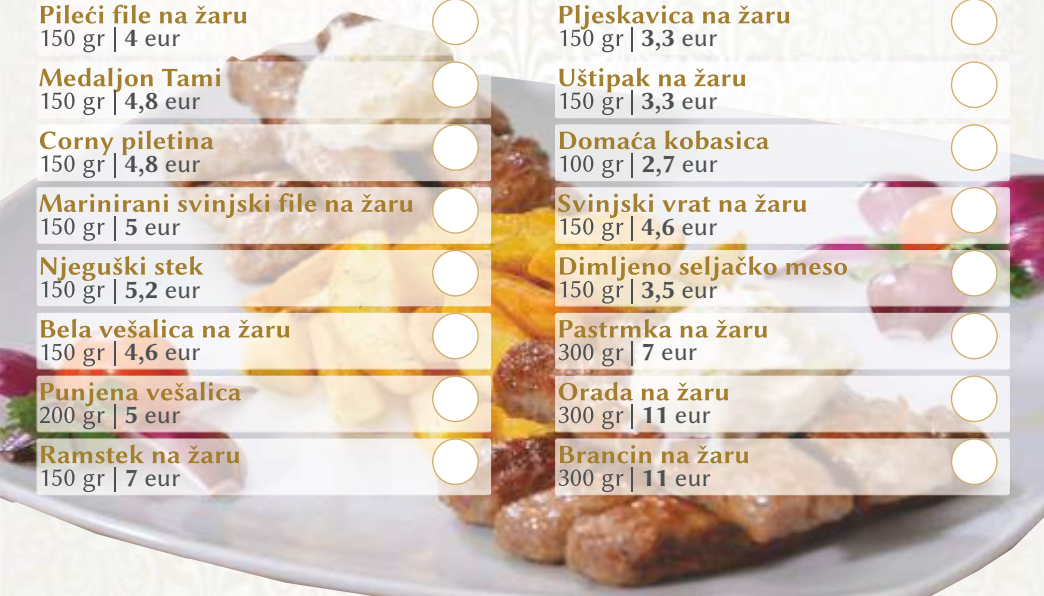 Pileći file na žaru
150 gr | 4 eur
Medaljon Tami
150 gr | 4,8 eur
Corny piletina
150 gr | 4,8 eur
Marinirani svinjski file na žaru
150 gr | 5 eur
Njeguški stek
150 gr | 5,2 eur
Bela vešalica na žaru
150 gr | 4,6 eur
Punjena vešalica
200 gr | 5 eur
Ramstek na žaru
150 gr | 7 eur
Pljeskavica na žaru
150 gr | 3,3 eur
Uštipak na žaru
150 gr | 3,3 eur
Domaća kobasica
100 gr | 2,7 eur
Svinjski vrat na žaru
150 gr | 4,6 eur
Dimljeno seljačko meso
150 gr | 3,5 eur
Pastrmka na žaru
300 gr | 7 eur
Orada na žaru
300 gr | 11 eur
Brancin na žaru
300 gr | 11 eur